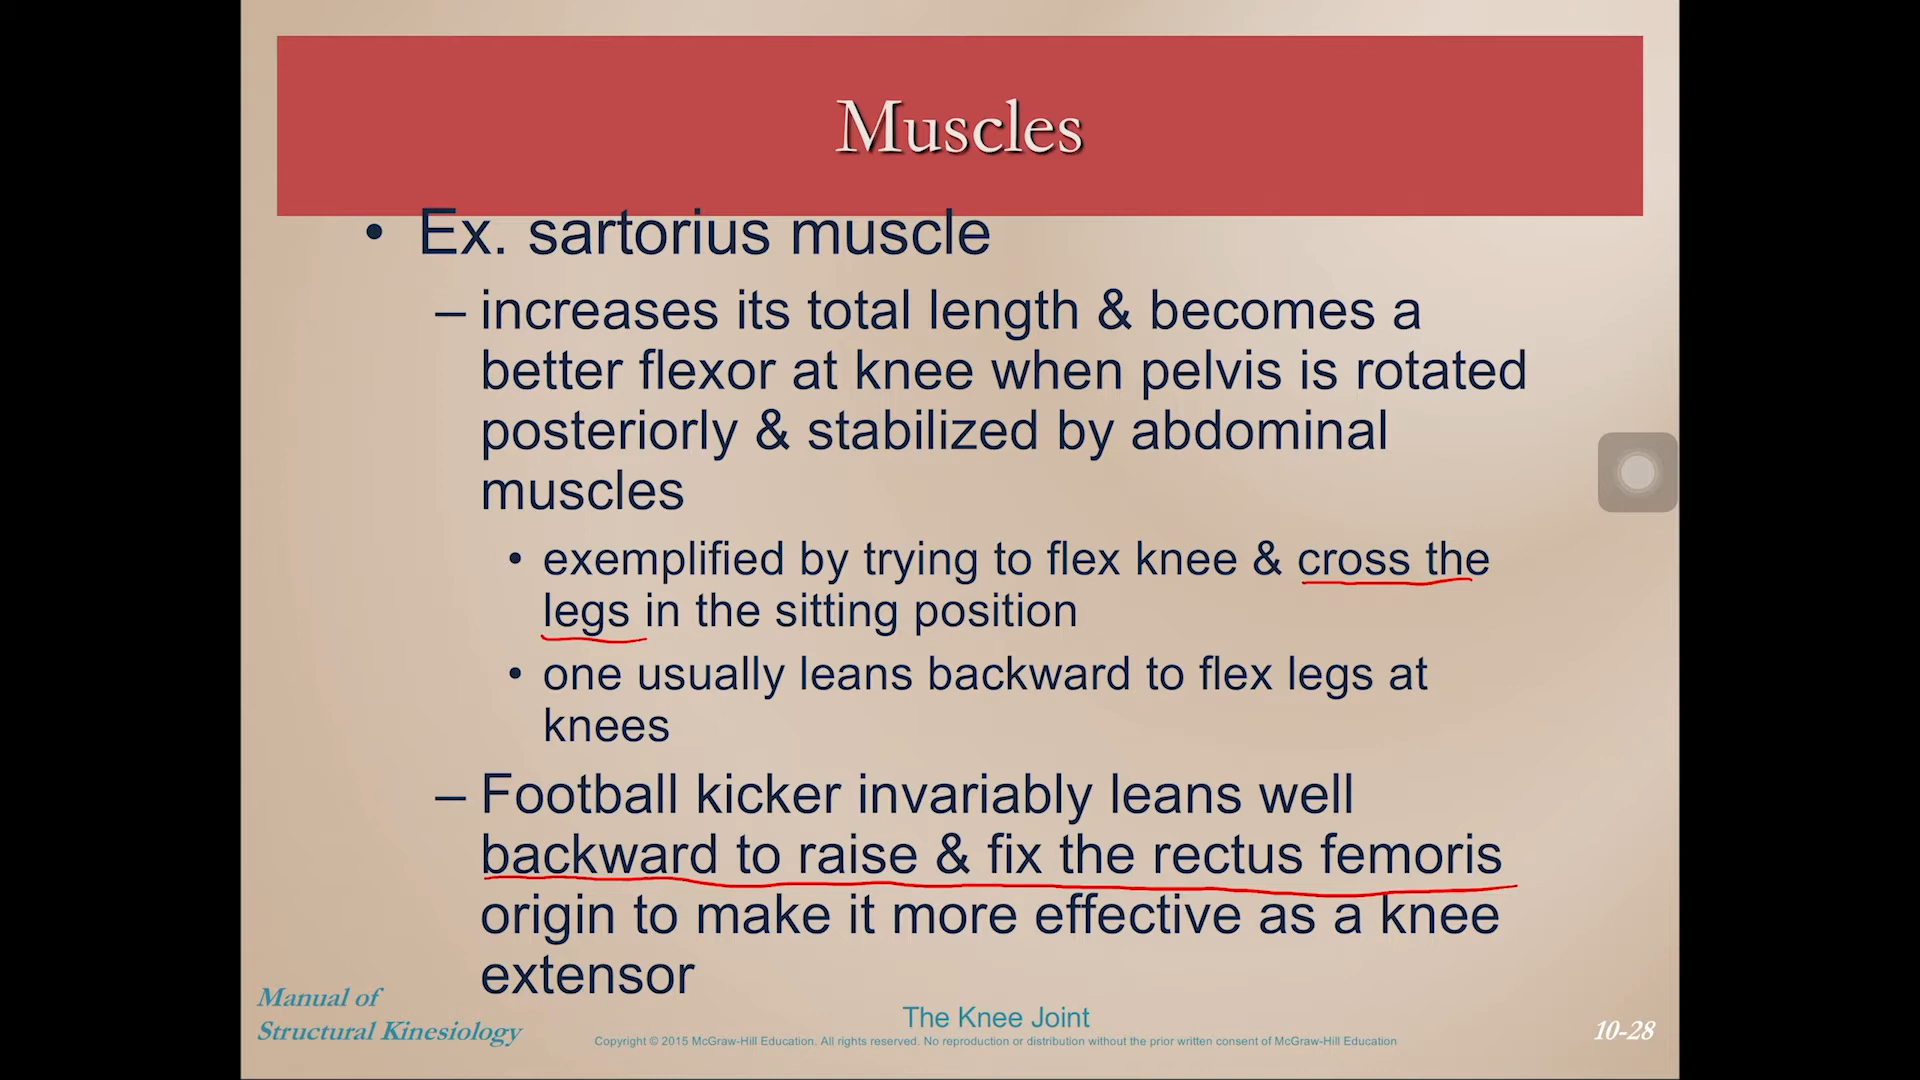 Muscles
• Ex. sartorius muscle
– increases its total length & becomes a
better flexor at knee when pelvis is rotated
posteriorly & stabilized by abdominal
muscles
• exemplified by trying to flex knee & cross the
legs in the sitting position
• one usually leans backward to flex legs at
knees
– Football kicker invariably leans well
backward to raise & fix the rectus femoris
origin to make it more effective as a knee
extensor
Manual of
Structural Kinesiology
The Knee Joint
Copyright © 2015 McGraw-Hill Education. All rights reserved. No reproduction or distribution without the prior written consent of McGraw-Hill Education
10-28